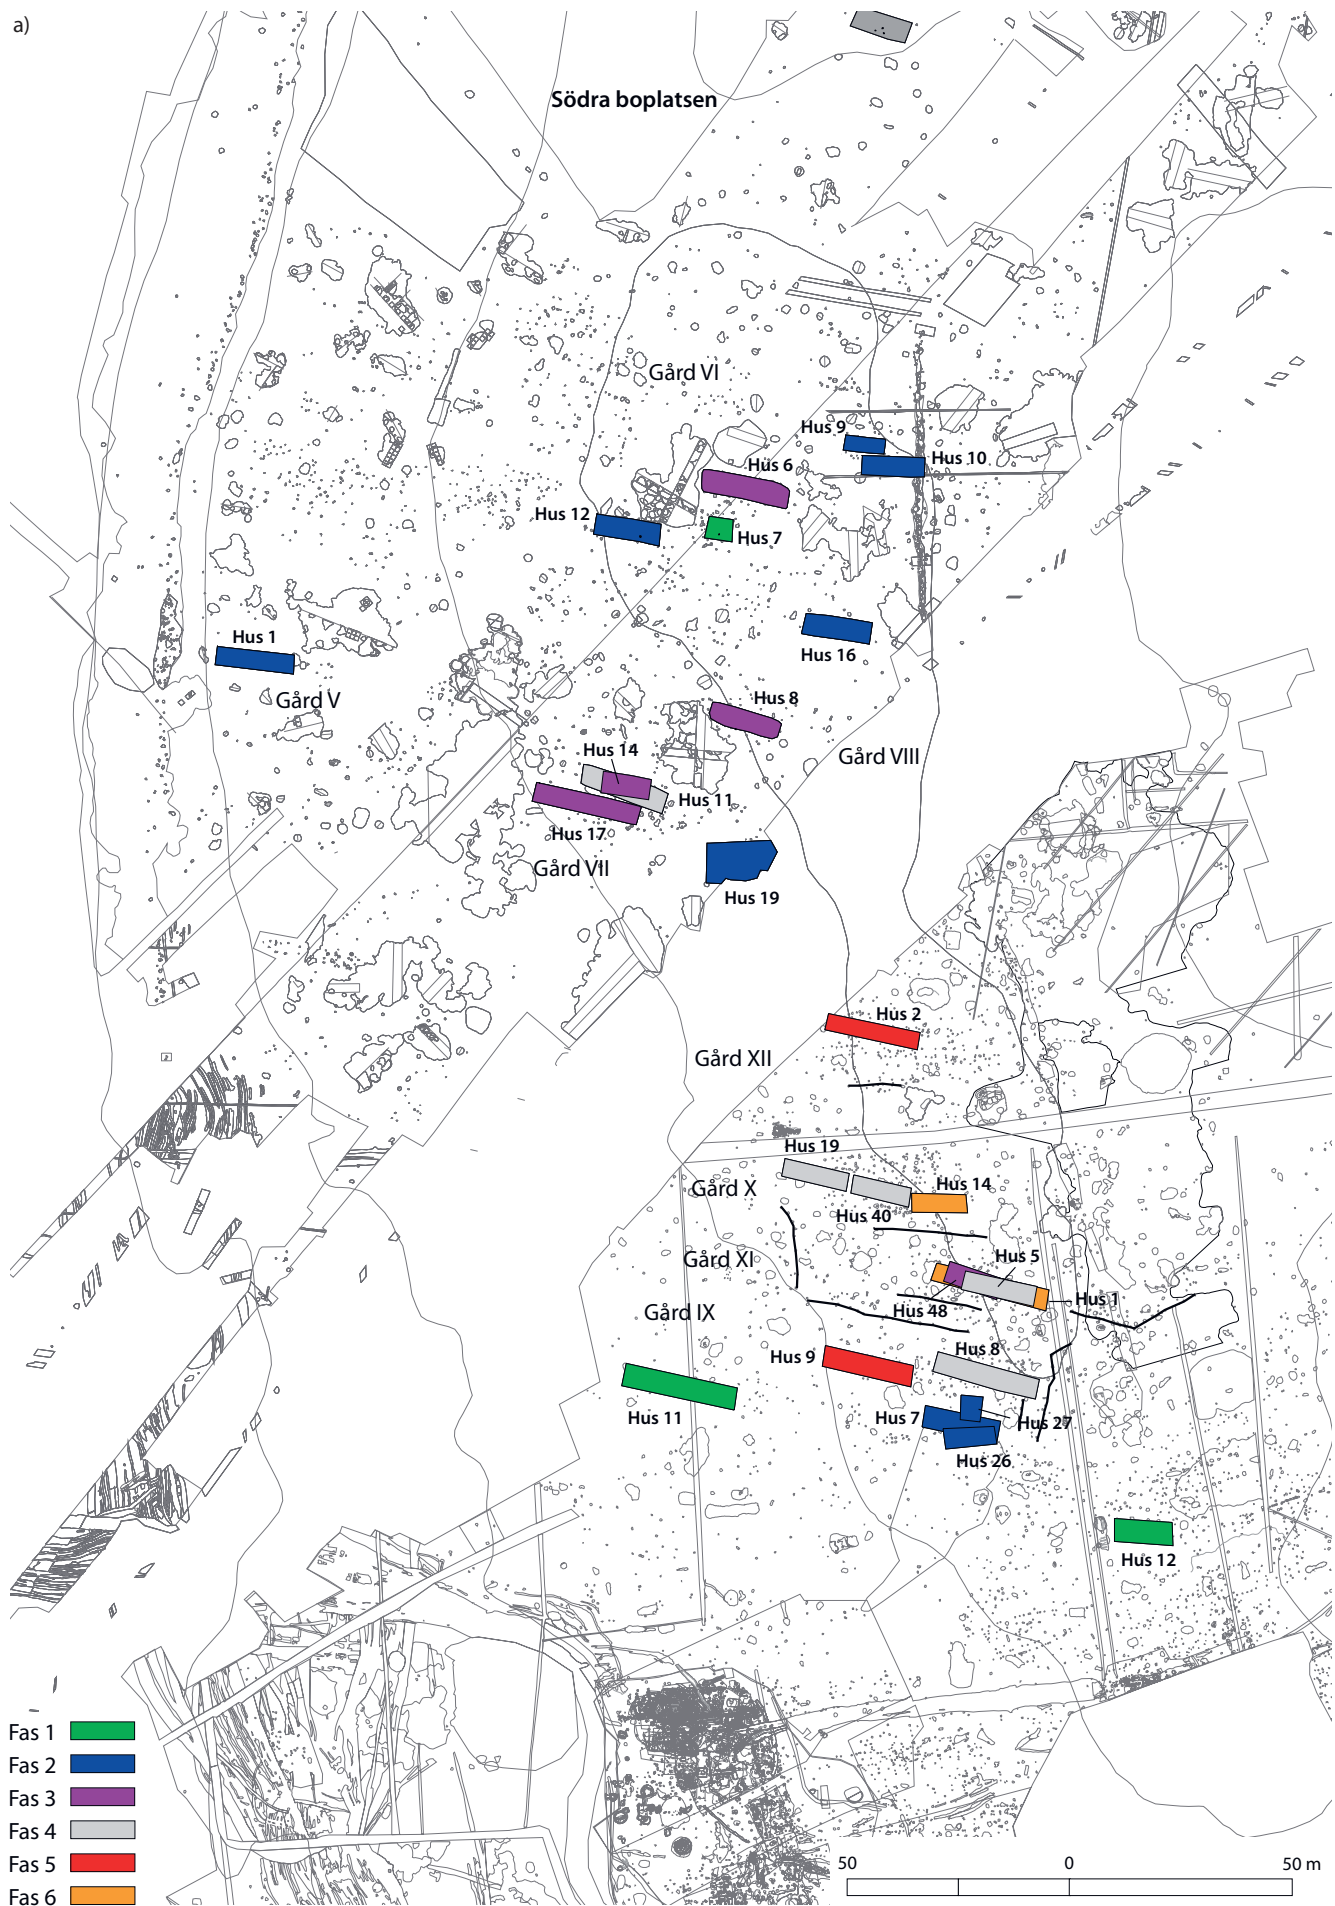 a)
Södra boplatsen
Gård VI
Hus 9
Hus 10
Hus 6
Hus 12
Hus 7
Hus 1
Hus 16
Gård V
Hus 8
Gård VIII
Hus 14
Hus 11
Hus 17
Gård VII
Hus 19
Hus 2
Gård XII
Hus 19
Gård X
Hus 14
Hus 40
Gård XI
Hus 5
Hus 1
Hus 48
Gård IX
Hus 8
Hus 9
Hus 11
Hus 7
Hus 27
Hus 26
Hus 12
Fas 1
Fas 2
Fas 3
Fas 4
Fas 5
Fas 6
50 0 50 m